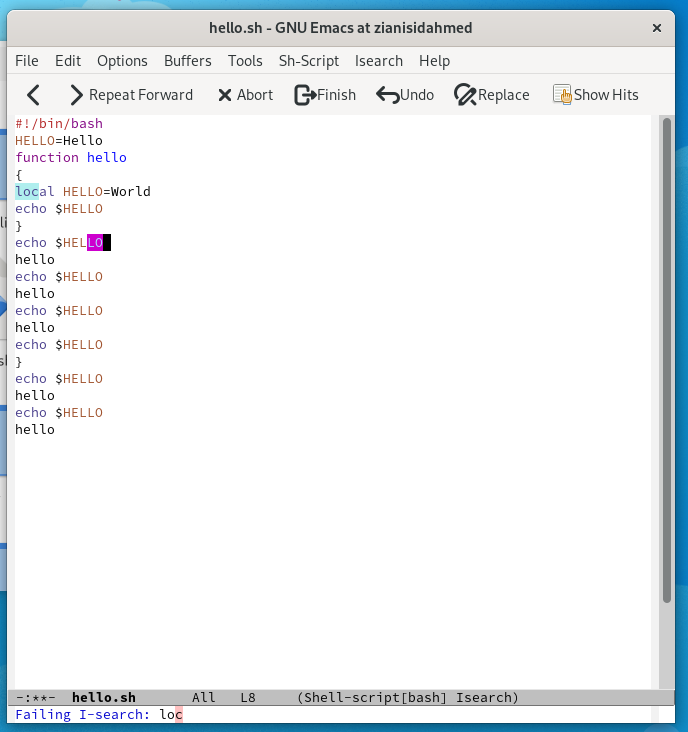 hello.sh - GNU Emacs at zianisidahmed
File Edit Options Buffers Tools Sh-Script Isearch Help
Repeat Forward Abort Finish Undo Replace Show Hits
#!/bin/bash
HELLO=Hello
function hello
{
local HELLO=World
echo $HELLO
}
echo $HELLO
hello
echo $HELLO
hello
echo $HELLO
hello
echo $HELLO
}
echo $HELLO
hello
echo $HELLO
hello
-:**- hello.sh All L8 (Shell-script[bash] Isearch)
Failing I-search: loc